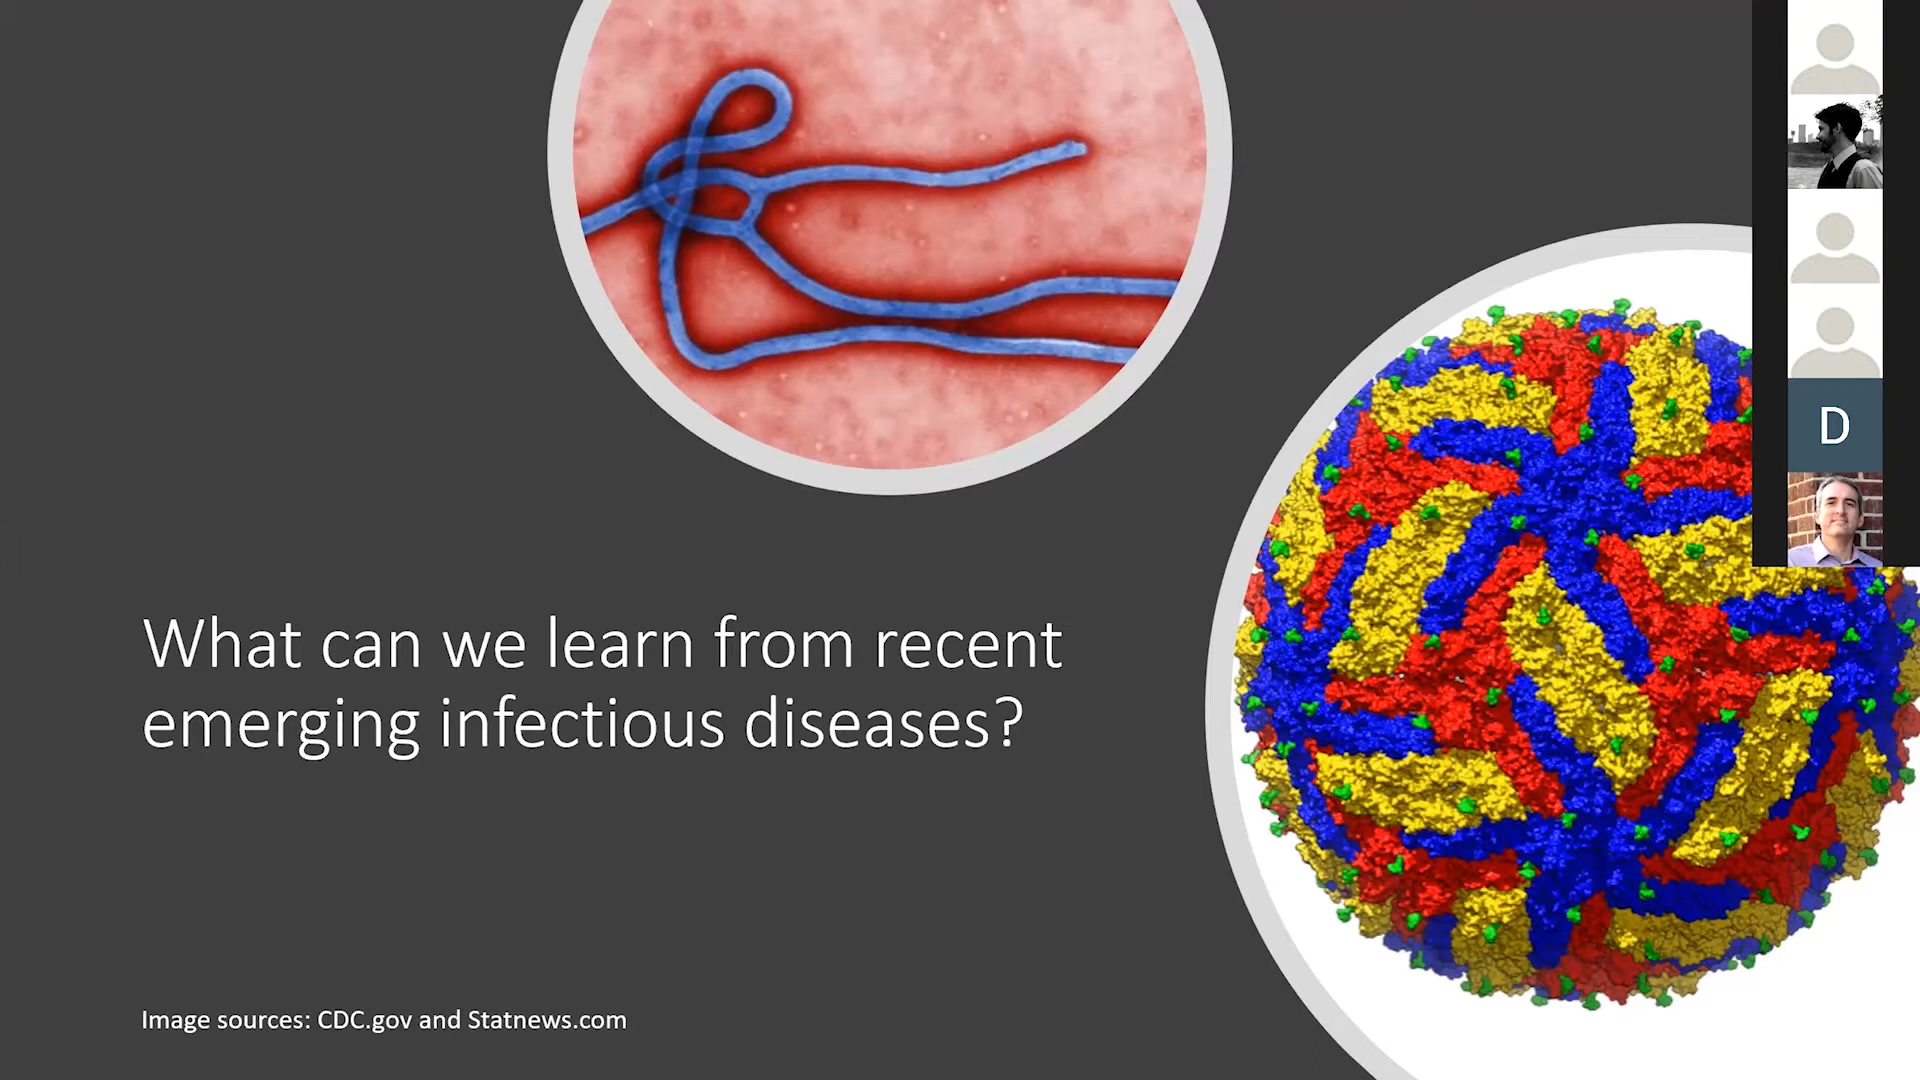 D
What can we learn from recent
emerging infectious diseases?
Image sources: CDC.gov and Statnews.com